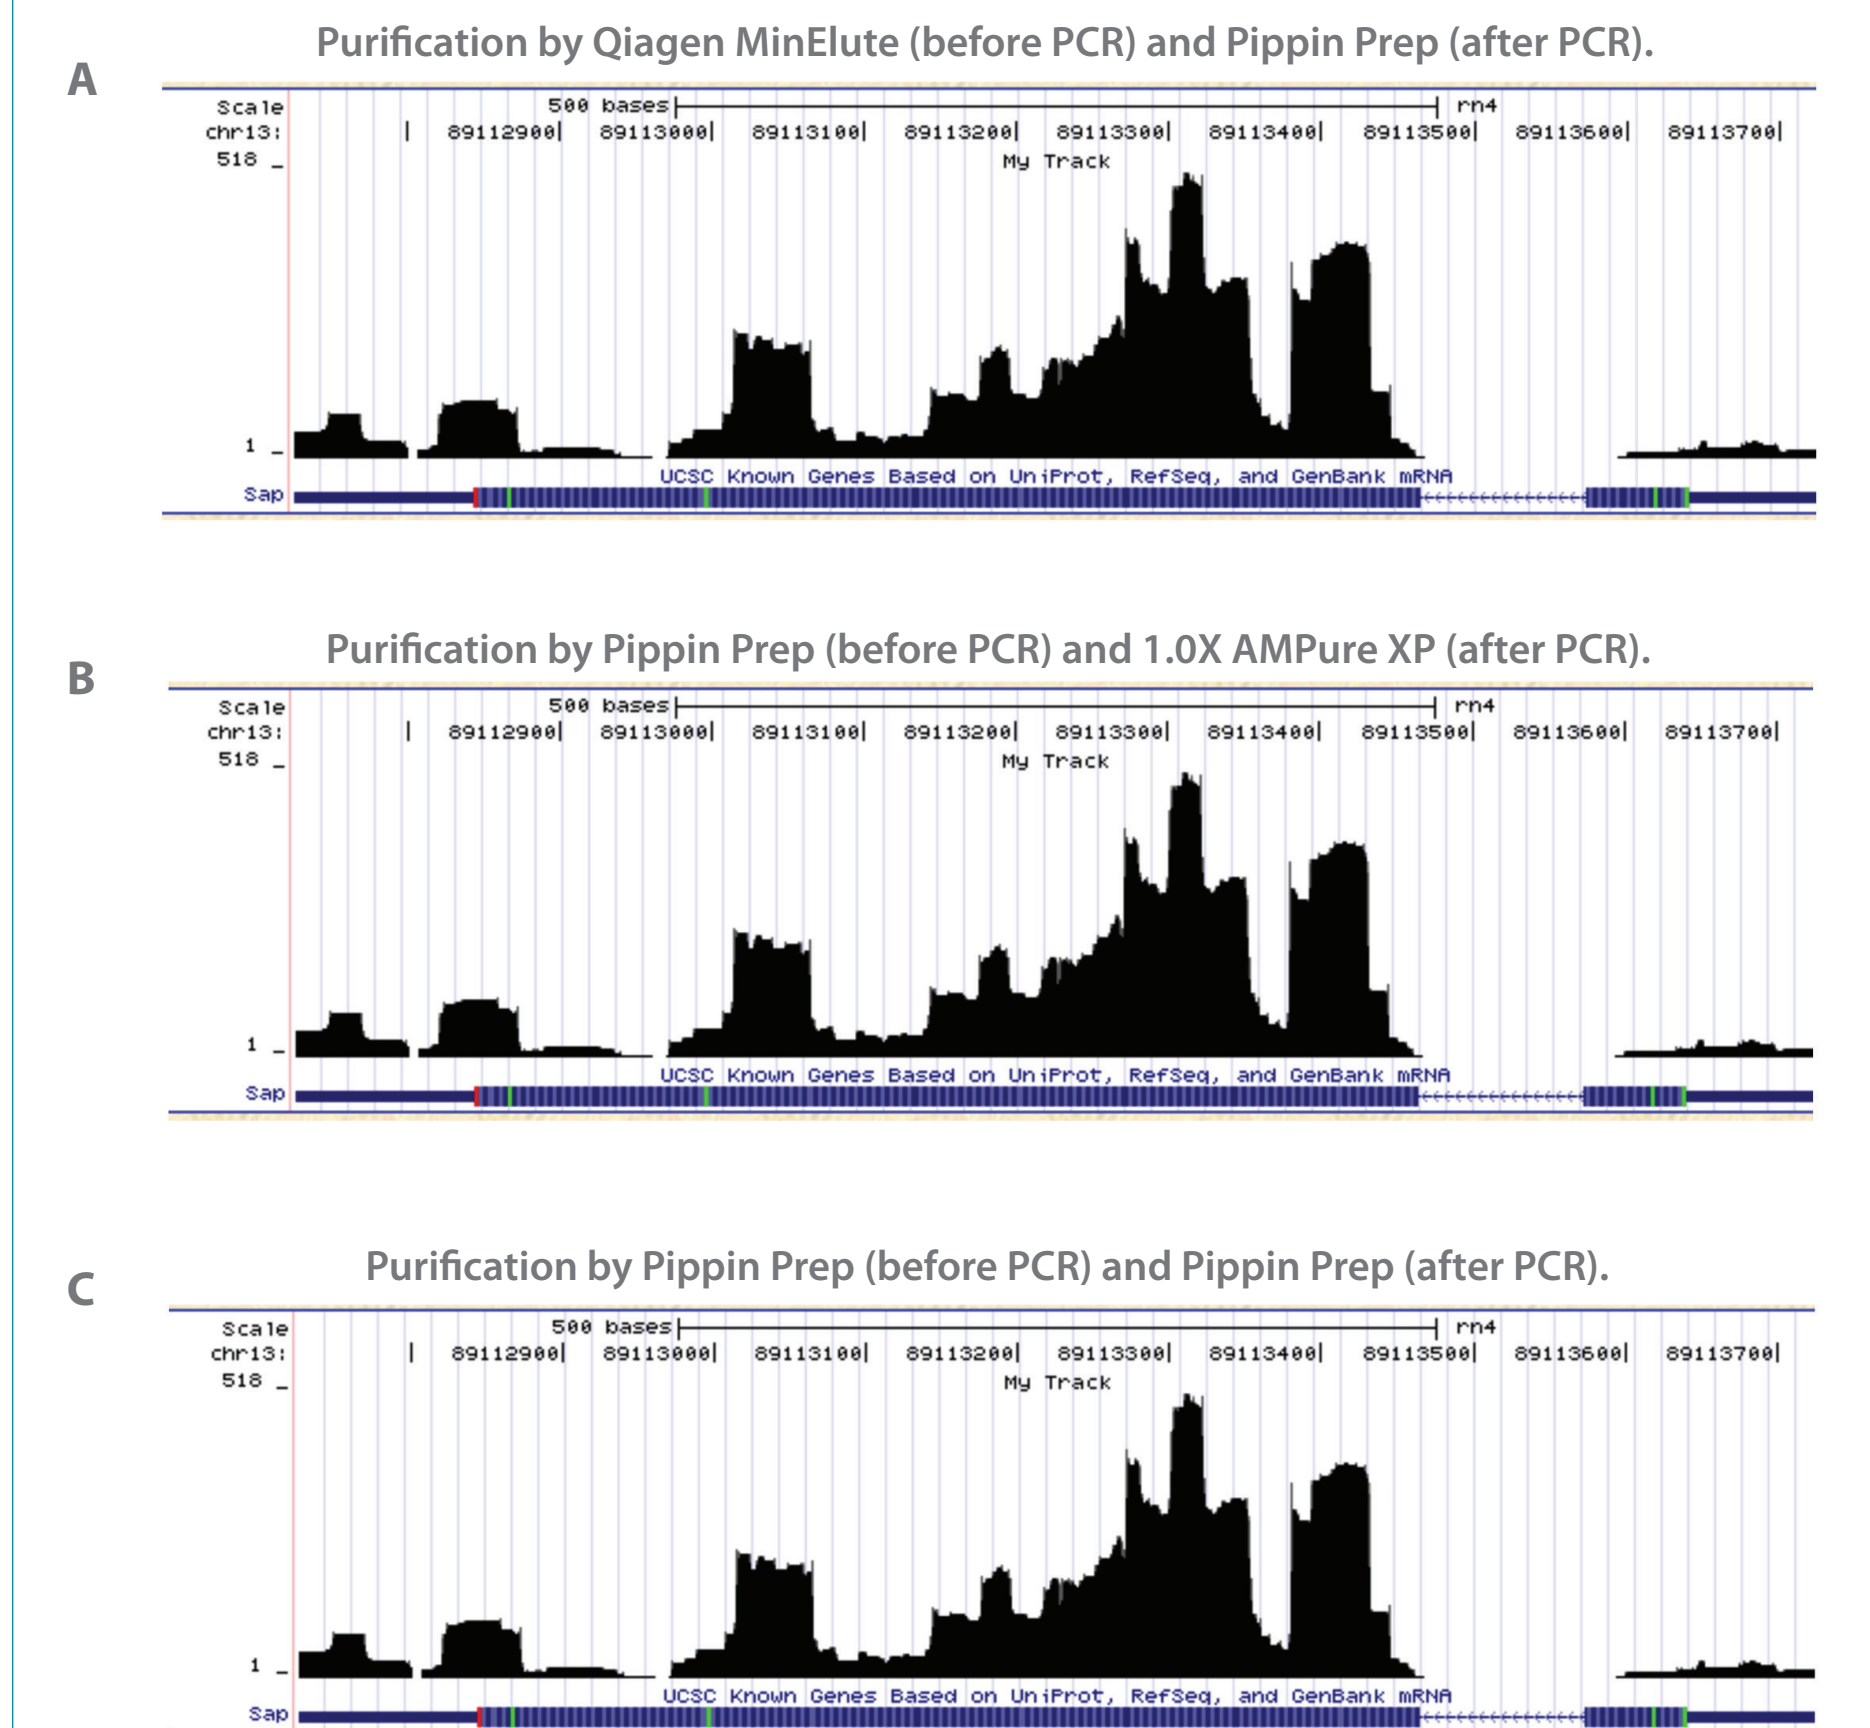 Purification by Qiagen MinElute (before PCR) and Pippin Prep (after PCR).
A
Scale 500 bases rn4
chr13: | 89112900| 89113000| 89113100| 89113200| 89113300| 89113400| 89113500| 89113600| 89113700|
518 _ My Track
1 _
UCSC Known Genes Based on UniProt, RefSeq, and GenBank mRNA
Sap
Purification by Pippin Prep (before PCR) and 1.0X AMPure XP (after PCR).
B
Scale 500 bases rn4
chr13: | 89112900| 89113000| 89113100| 89113200| 89113300| 89113400| 89113500| 89113600| 89113700|
518 _ My Track
1 _
UCSC Known Genes Based on UniProt, RefSeq, and GenBank mRNA
Sap
Purification by Pippin Prep (before PCR) and Pippin Prep (after PCR).
C
Scale 500 bases rn4
chr13: | 89112900| 89113000| 89113100| 89113200| 89113300| 89113400| 89113500| 89113600| 89113700|
518 _ My Track
1 _
UCSC Known Genes Based on UniProt, RefSeq, and GenBank mRNA
Sap